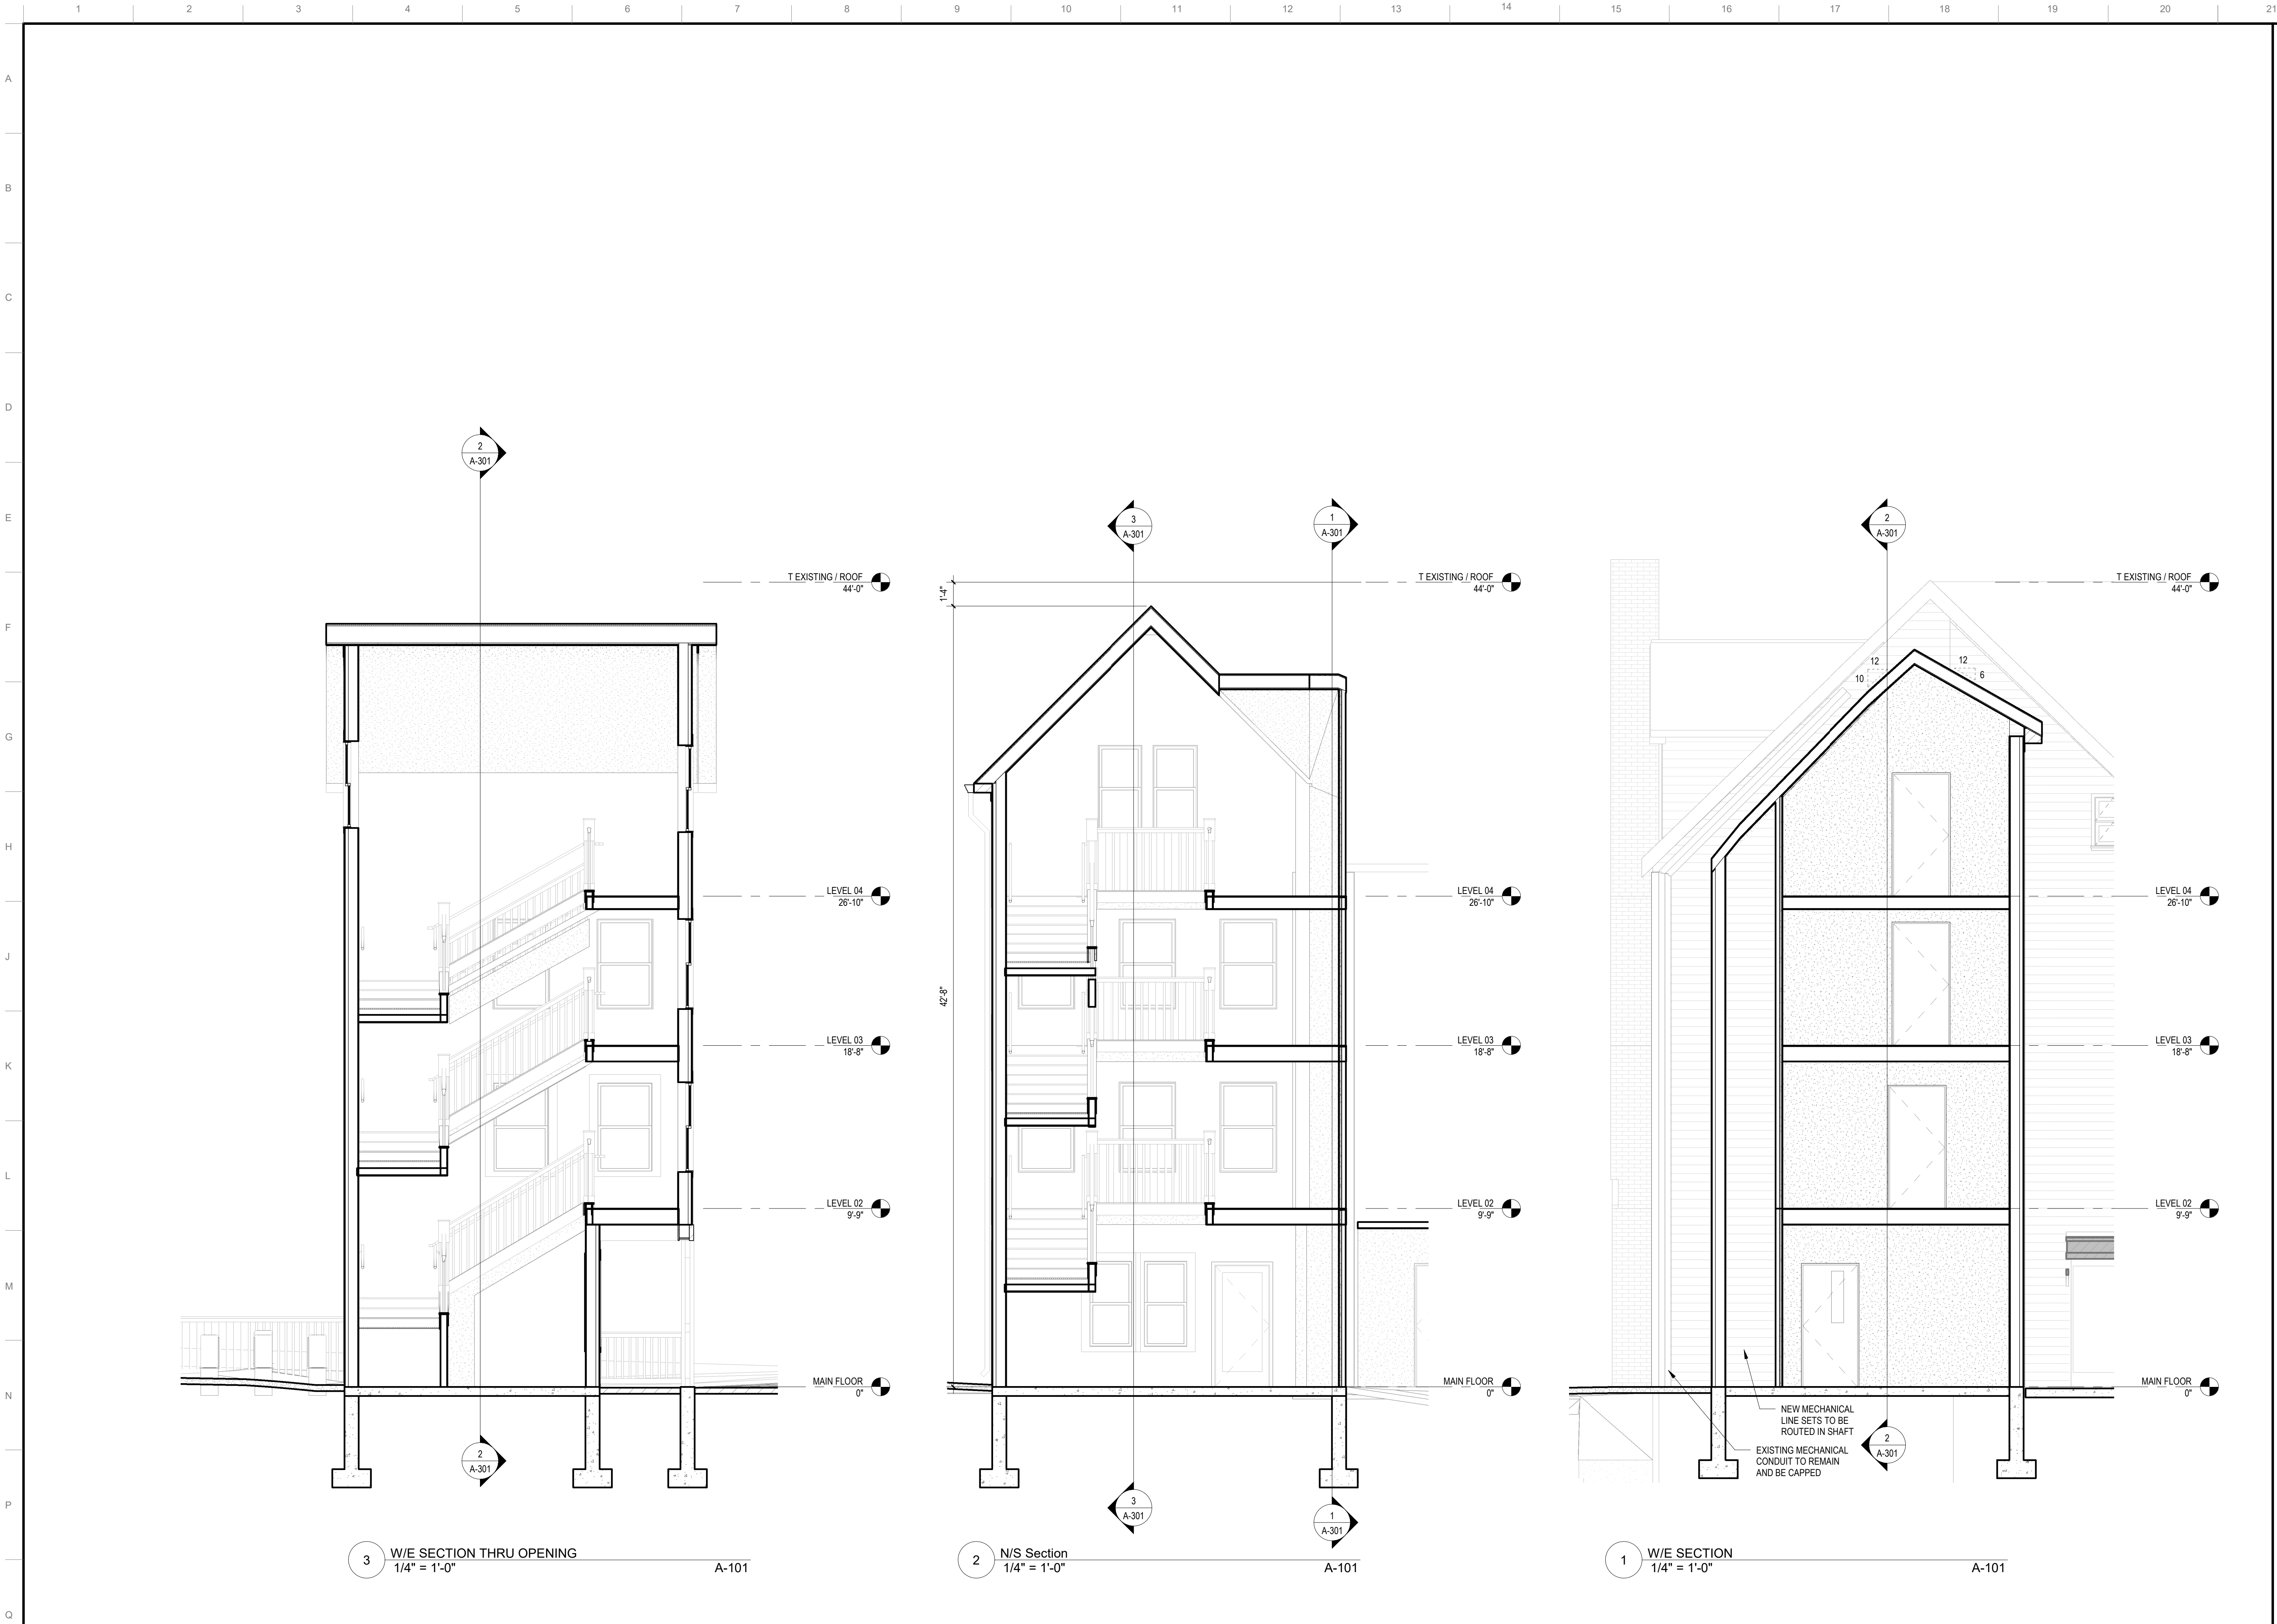 1 2 3 4 5 6 7 8 9 10 11 12 13 14 15 16 17 18 19 20 21
A
B
C
D
E
F
G
H
J
K
L
M
N
P
Q
2
A-301
T EXISTING / ROOF
44'-0"
LEVEL 04
26'-10"
LEVEL 03
18'-8"
LEVEL 02
9'-9"
MAIN FLOOR
0"
2
A-301
3
W/E SECTION THRU OPENING
1/4" = 1'-0"
A-101
3
A-301
1
A-301
1'-4"
42'-8"
T EXISTING / ROOF
44'-0"
LEVEL 04
26'-10"
LEVEL 03
18'-8"
LEVEL 02
9'-9"
MAIN FLOOR
0"
3
A-301
1
A-301
2
N/S Section
1/4" = 1'-0"
A-101
2
A-301
T EXISTING / ROOF
44'-0"
12
10
12
6
LEVEL 04
26'-10"
LEVEL 03
18'-8"
LEVEL 02
9'-9"
MAIN FLOOR
0"
NEW MECHANICAL
LINE SETS TO BE
ROUTED IN SHAFT
EXISTING MECHANICAL
CONDUIT TO REMAIN
AND BE CAPPED
2
A-301
1
W/E SECTION
1/4" = 1'-0"
A-101